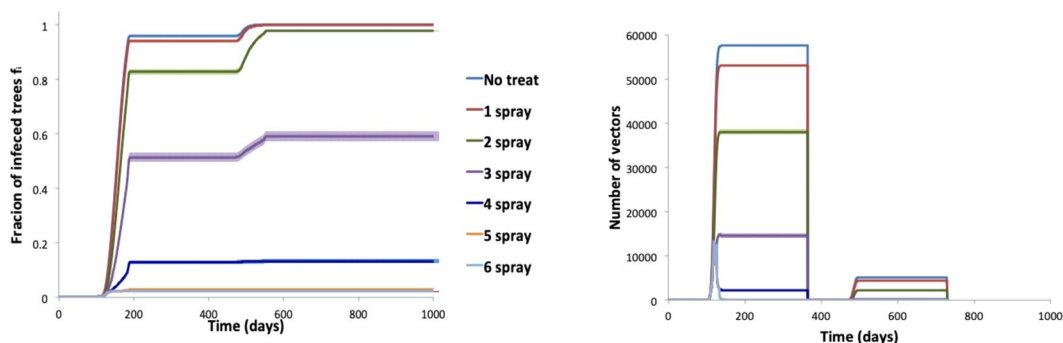 Fracion of infeced trees fᵢ
1
0.8
0.6
0.4
0.2
0
0
200
400
600
800
1000
Time (days)
No treat
1 spray
2 spray
3 spray
4 spray
5 spray
6 spray
Number of vectors
60000
50000
40000
30000
20000
10000
0
0
200
400
600
800
1000
Time (days)